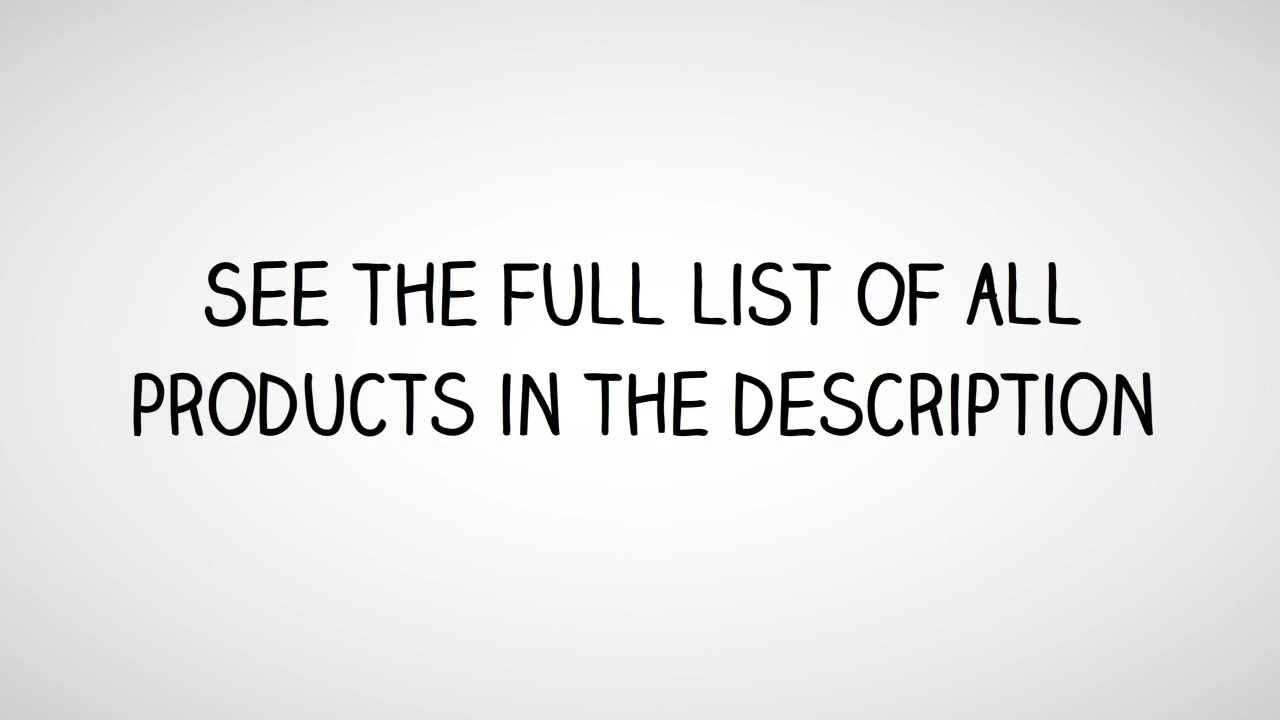 SEE THE FULL LIST OF ALL
PRODUCTS IN THE DESCRIPTION